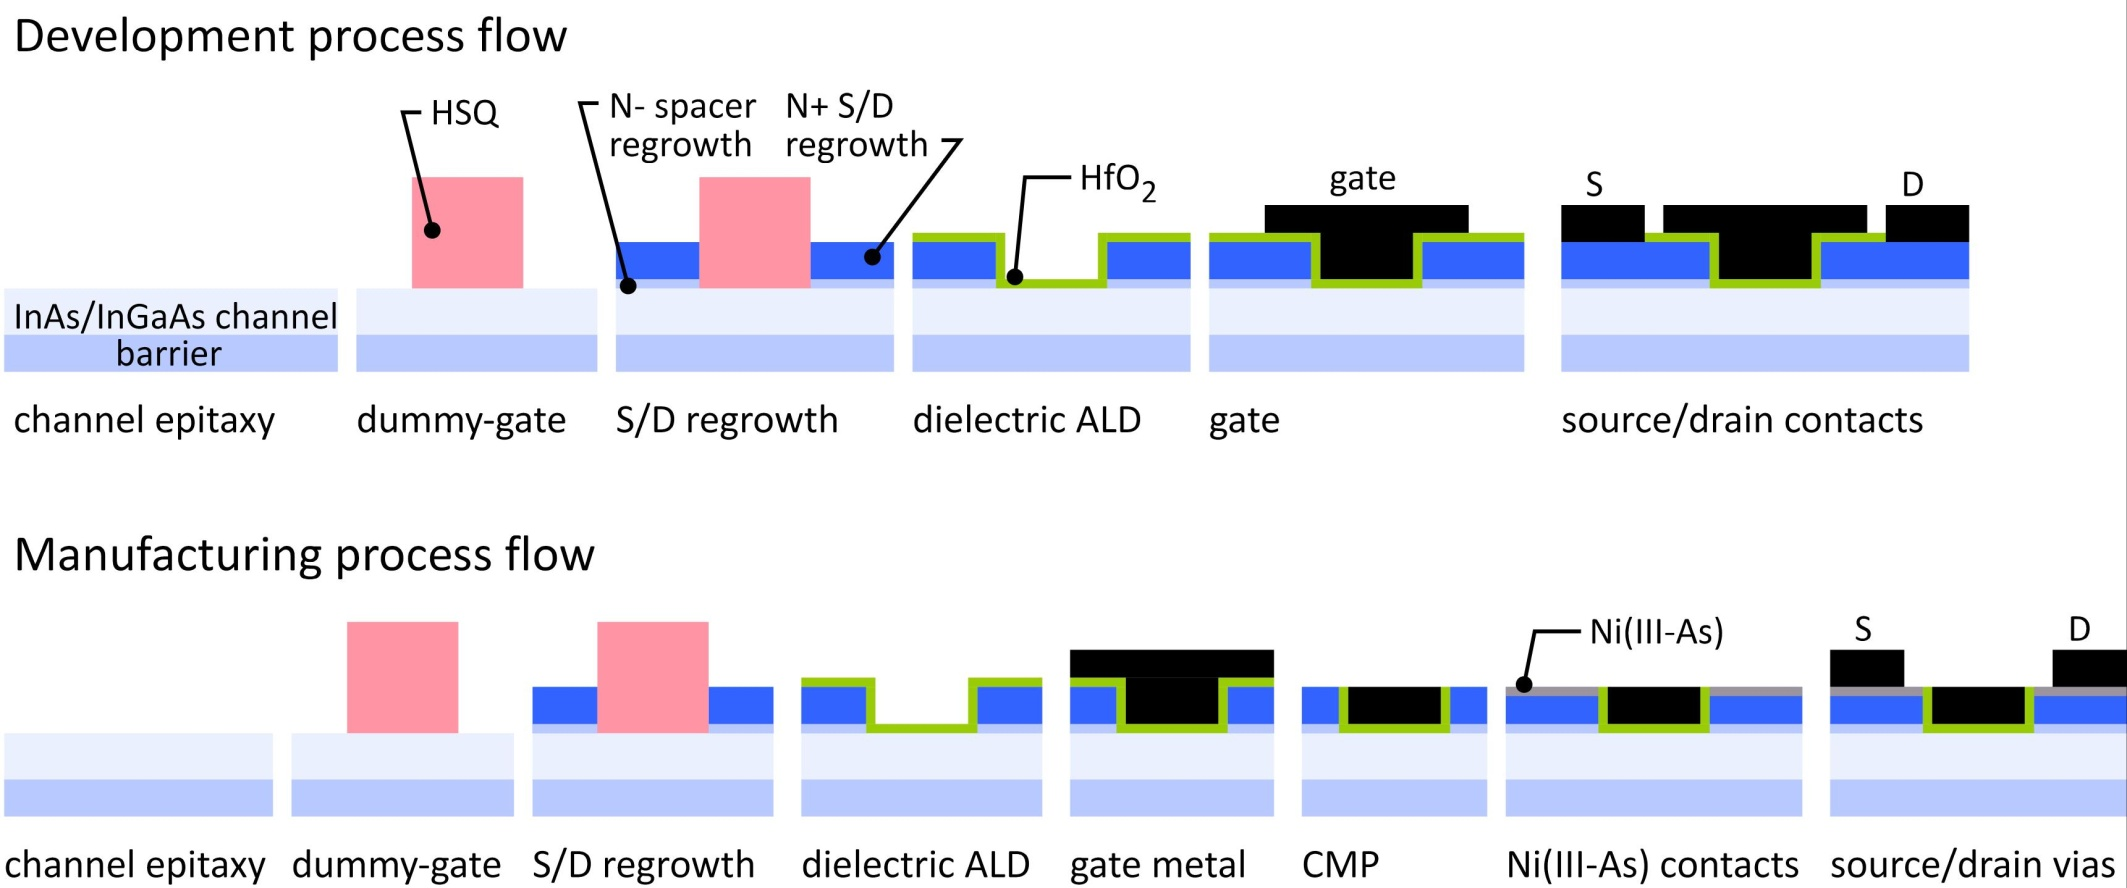 Development process flow
HSQ
N- spacer
regrowth
N+ S/D
regrowth
HfO2
gate
S
D
InAs/InGaAs channel
barrier
channel epitaxy
dummy-gate
S/D regrowth
dielectric ALD
gate
source/drain contacts
Manufacturing process flow
Ni(III-As)
S
D
channel epitaxy
dummy-gate
S/D regrowth
dielectric ALD
gate metal
CMP
Ni(III-As) contacts
source/drain vias